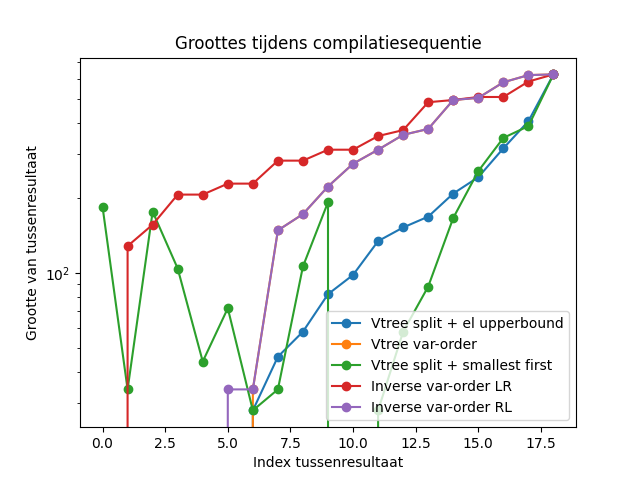 Groottes tijdens compilatiesequentie
Grootte van tussenresultaat
10²
Vtree split + el upperbound
Vtree var-order
Vtree split + smallest first
Inverse var-order LR
Inverse var-order RL
0.0 2.5 5.0 7.5 10.0 12.5 15.0 17.5
Index tussenresultaat